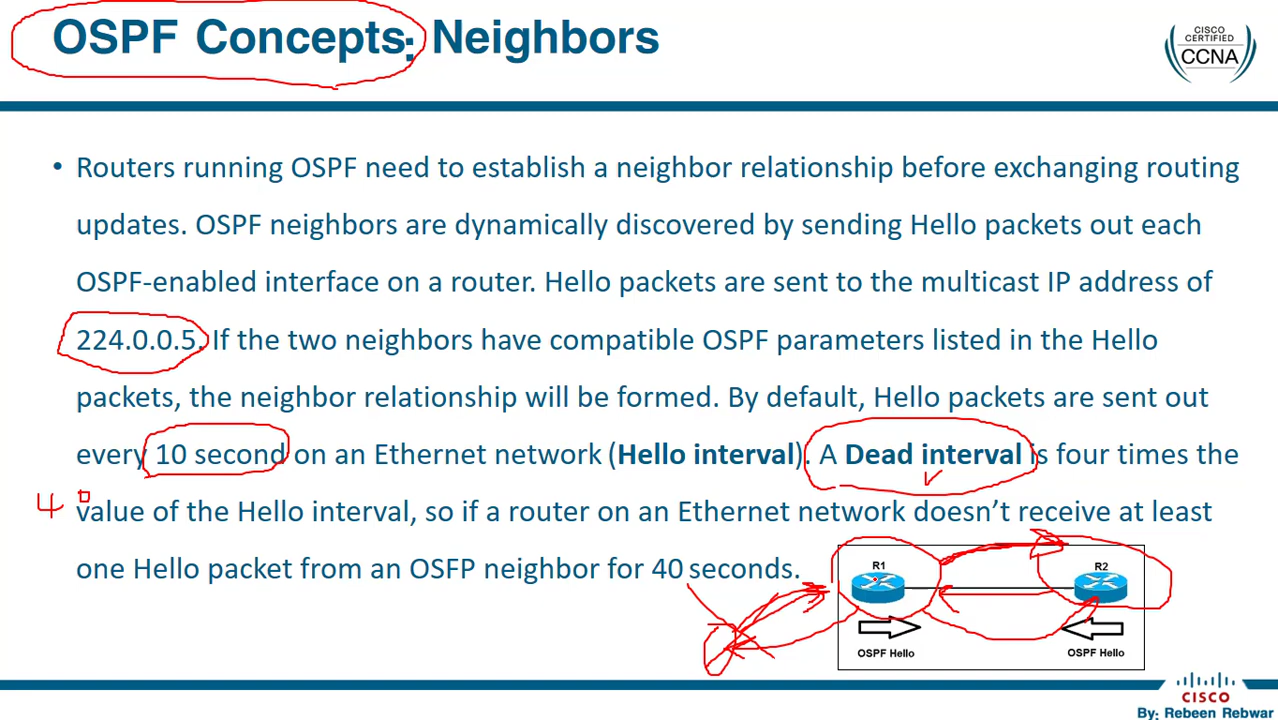 OSPF Concepts: Neighbors
CISCO
CERTIFIED
CCNA
• Routers running OSPF need to establish a neighbor relationship before exchanging routing
updates. OSPF neighbors are dynamically discovered by sending Hello packets out each
OSPF-enabled interface on a router. Hello packets are sent to the multicast IP address of
224.0.0.5. If the two neighbors have compatible OSPF parameters listed in the Hello
packets, the neighbor relationship will be formed. By default, Hello packets are sent out
every 10 second on an Ethernet network (Hello interval). A Dead interval is four times the
40
value of the Hello interval, so if a router on an Ethernet network doesn't receive at least
one Hello packet from an OSFP neighbor for 40 seconds.
R1
R2
OSPF Hello
OSPF Hello
CISCO
By: Rebeen Rebwar